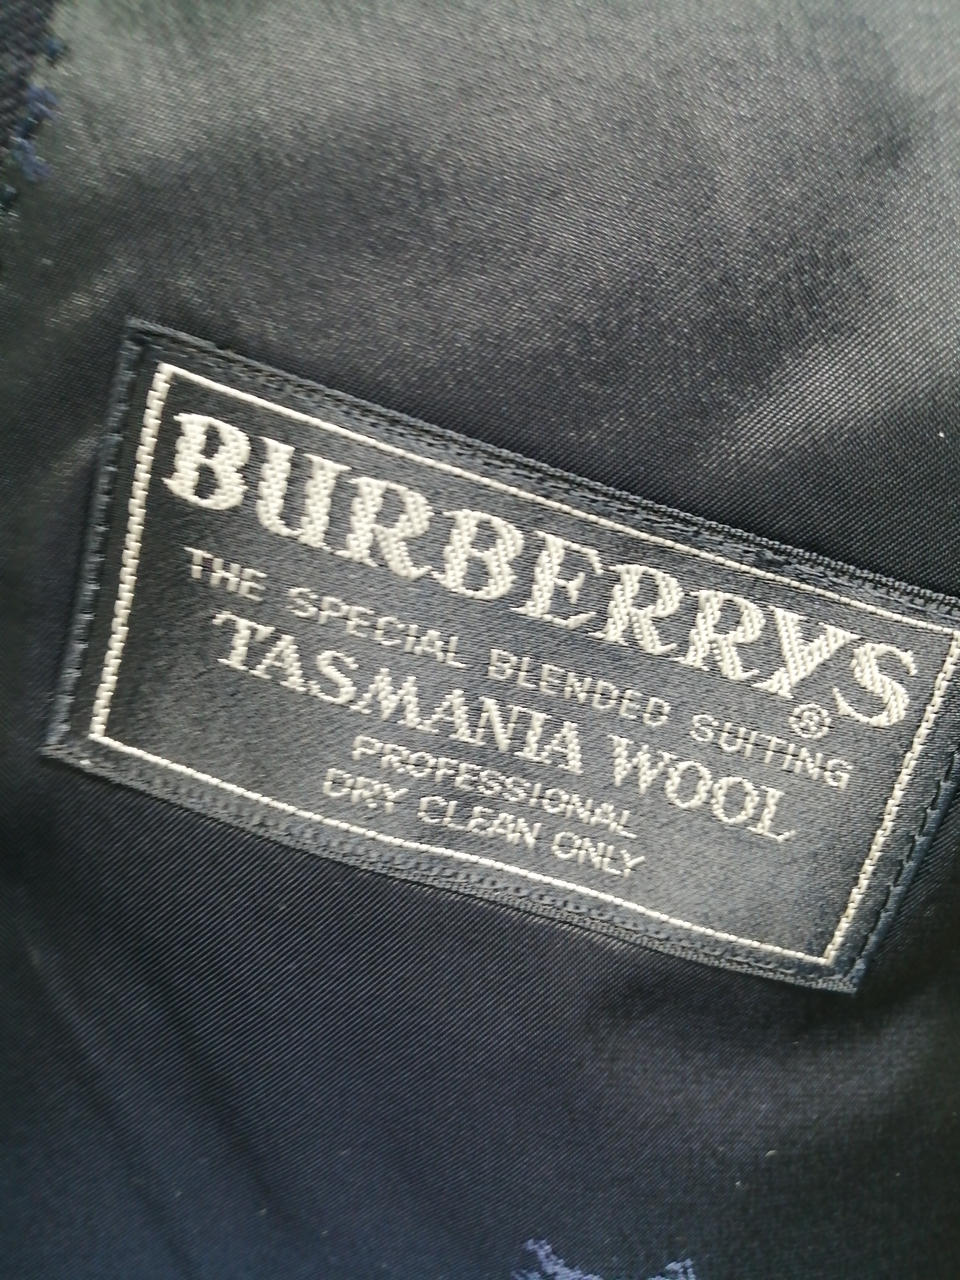 BURBERRYS®
THE SPECIAL BLENDED SUITING
TASMANIA WOOL
PROFESSIONAL
DRY CLEAN ONLY